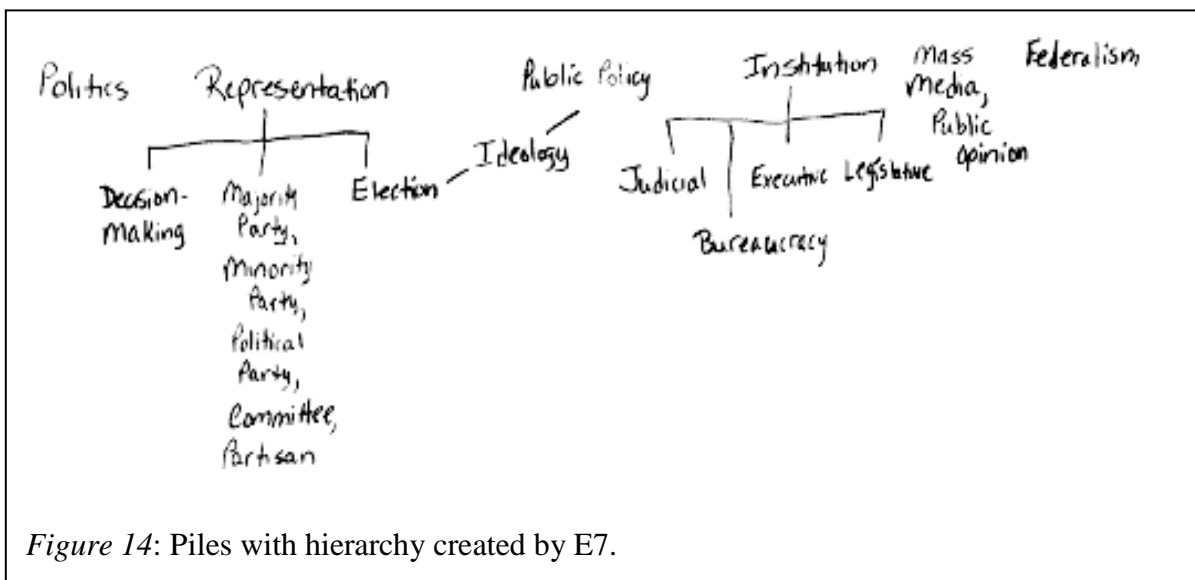 Politics
Representation
Decision-
making
Majority
Party,
Minority
Party,
Political
Party,
Committee,
Partisan
Election
Ideology
Public Policy
Institution
Judicial
Bureaucracy
Executive
Legislative
Mass
Media,
Public
Opinion
Federalism
Figure 14: Piles with hierarchy created by E7.